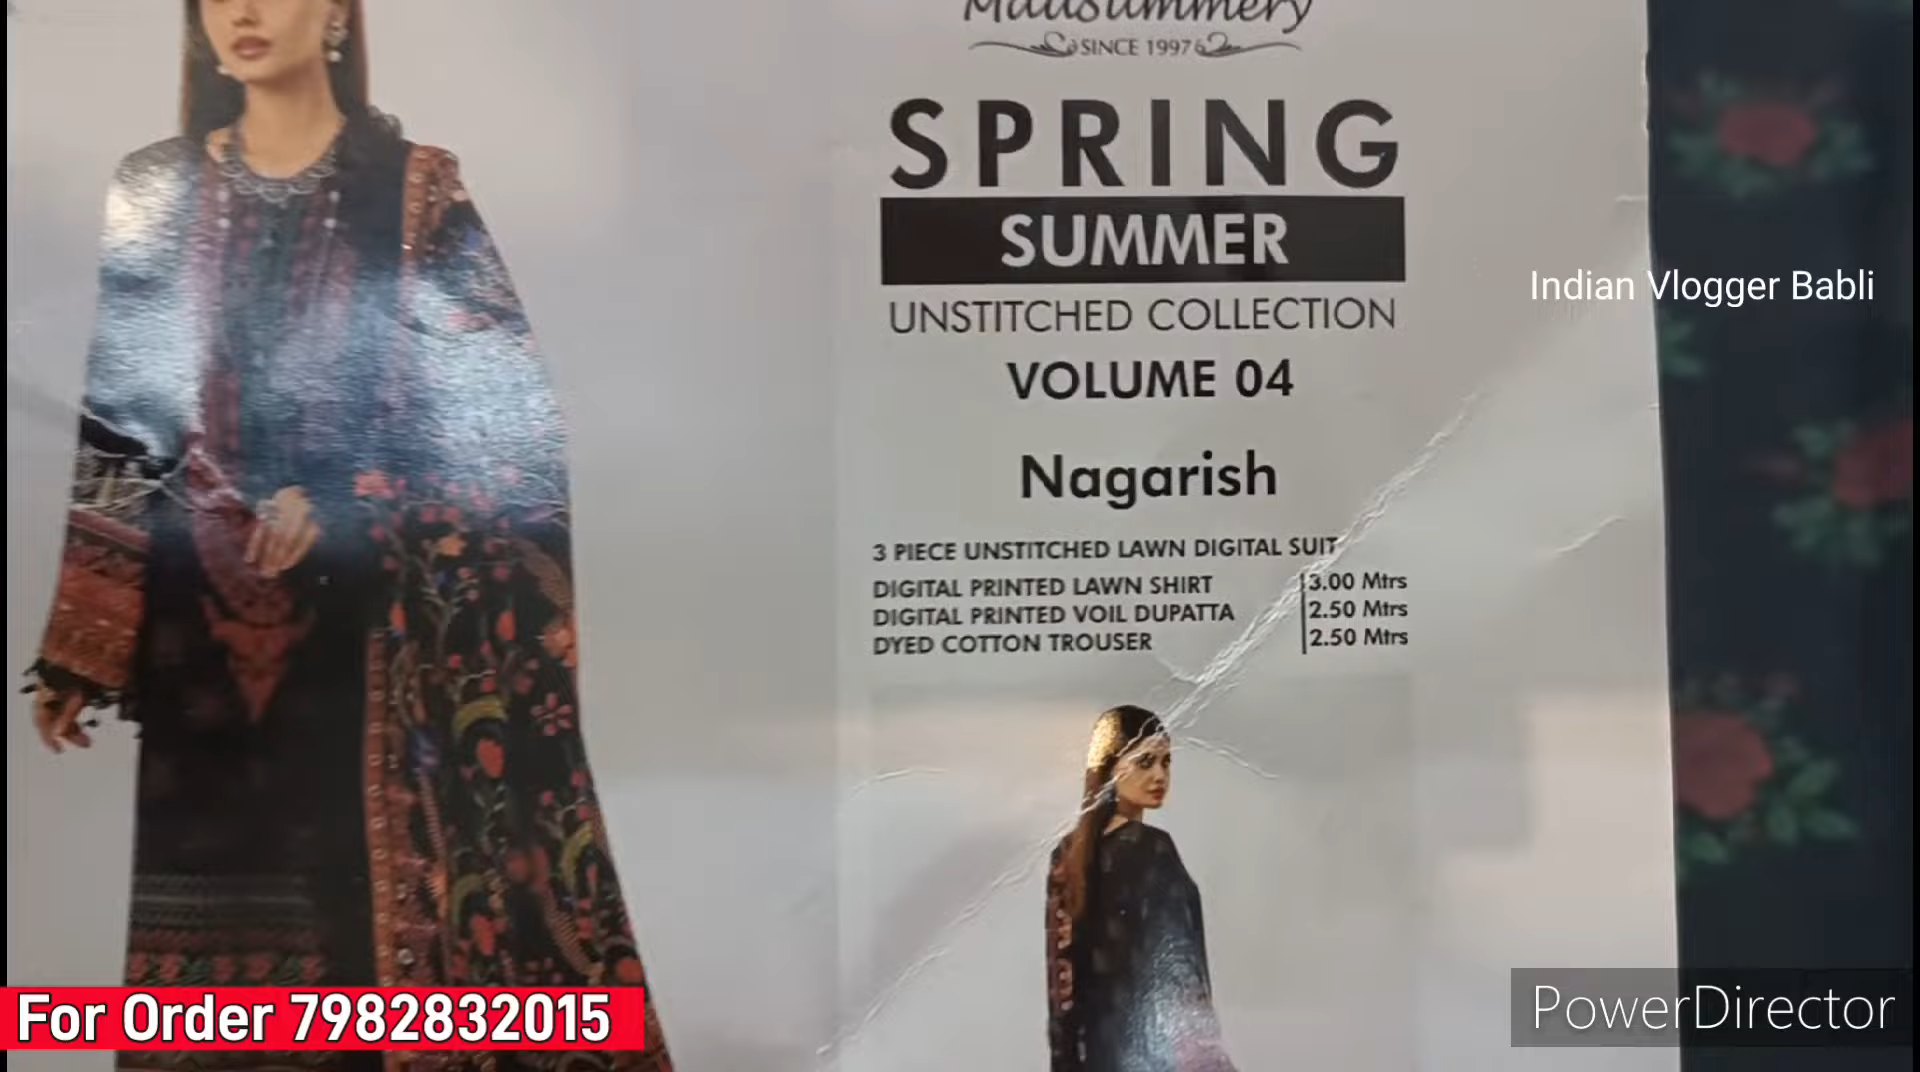 SINCE 1997
SPRING
SUMMER
UNSTITCHED COLLECTION
VOLUME 04
Nagarish
3 PIECE UNSTITCHED LAWN DIGITAL SUIT
DIGITAL PRINTED LAWN SHIRT 3.00 Mtrs
DIGITAL PRINTED VOIL DUPATTA 2.50 Mtrs
DYED COTTON TROUSER 2.50 Mtrs
Indian Vlogger Babli
For Order 7982832015
PowerDirector